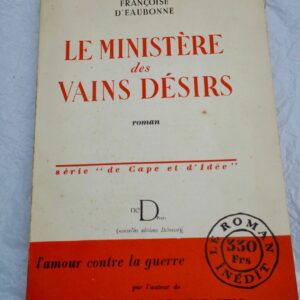 FRANÇOISE
D'EAUBONNE
LE MINISTÈRE
des
VAINS DÉSIRS
roman
série "de Cape et d'Idée"
neD
(nouvelles éditions Debresse)
l'amour contre la guerre
par l'auteur de
LE ROMAN
330
Frs
INÉDIT